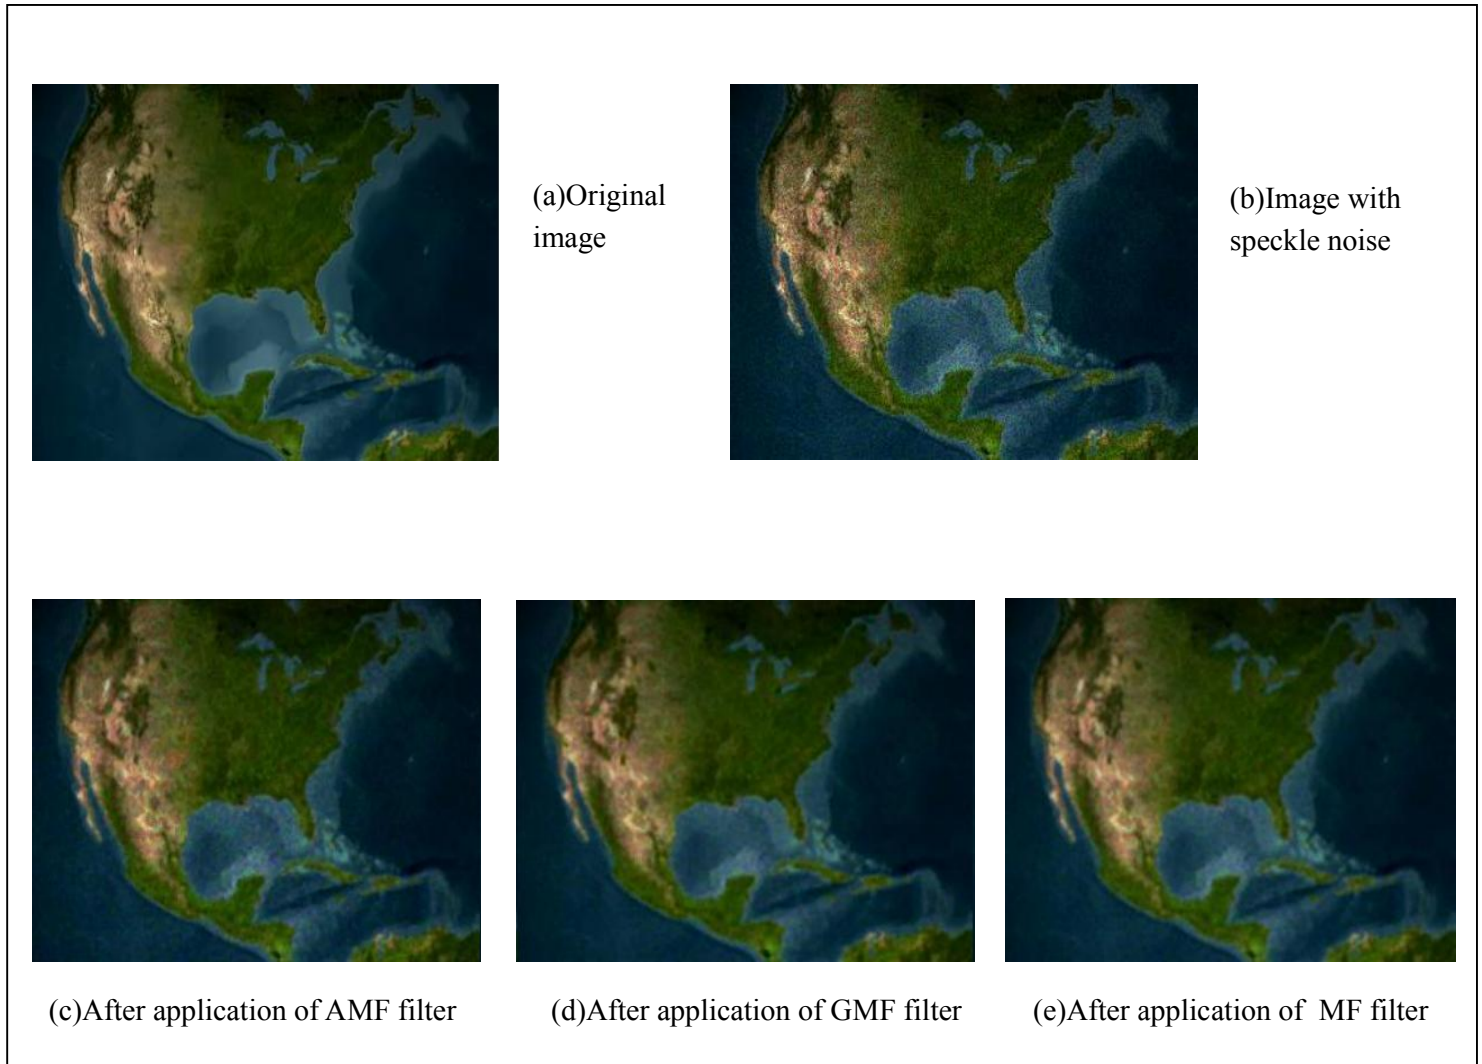 (a)Original
image
(b)Image with
speckle noise
(c)After application of AMF filter
(d)After application of GMF filter
(e)After application of  MF filter